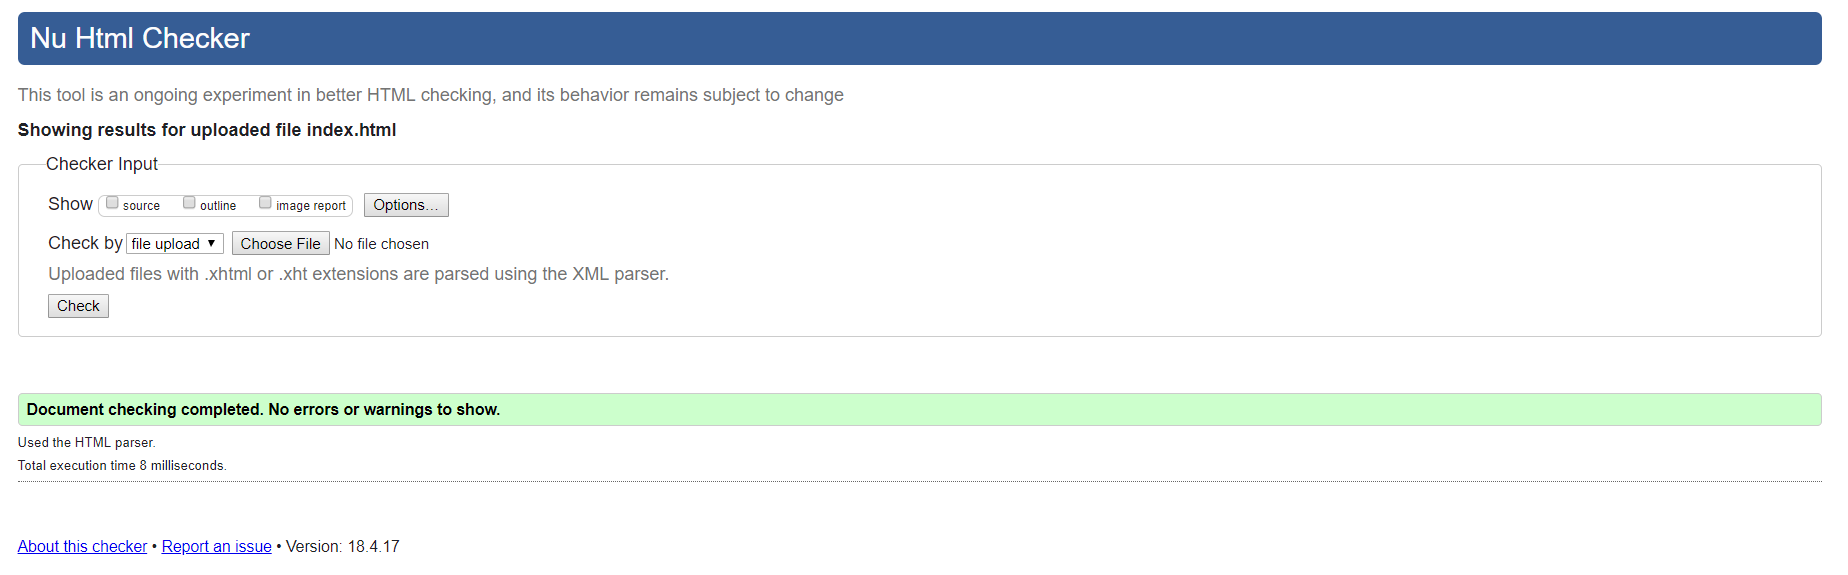 Nu Html Checker
This tool is an ongoing experiment in better HTML checking, and its behavior remains subject to change
Showing results for uploaded file index.html
Checker Input
Show source outline image report Options...
Check by file upload ▼ Choose File No file chosen
Uploaded files with .xhtml or .xht extensions are parsed using the XML parser.
Check
Document checking completed. No errors or warnings to show.
Used the HTML parser.
Total execution time 8 milliseconds.
About this checker • Report an issue • Version: 18.4.17